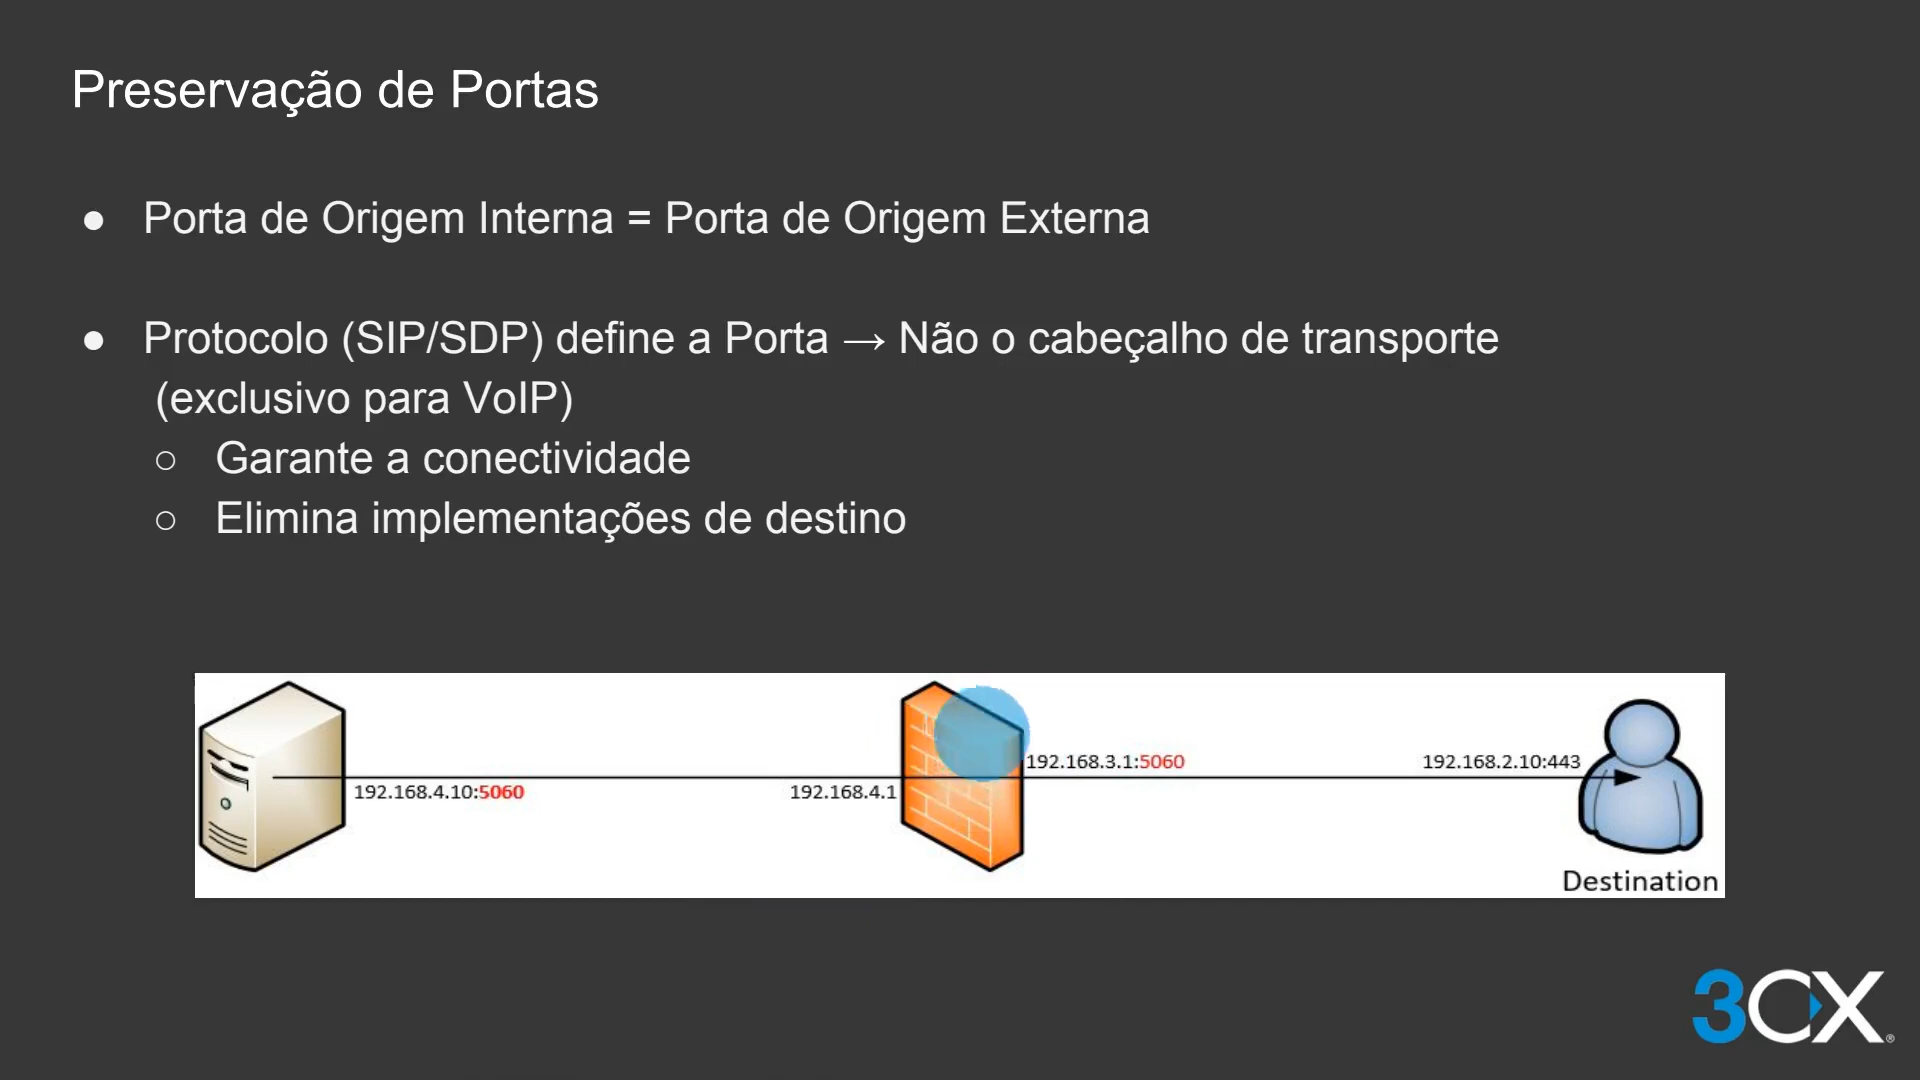 Preservação de Portas
● Porta de Origem Interna = Porta de Origem Externa
● Protocolo (SIP/SDP) define a Porta → Não o cabeçalho de transporte
(exclusivo para VoIP)
○ Garante a conectividade
○ Elimina implementações de destino
192.168.3.1:5060
192.168.2.10:443
192.168.4.10:5060
192.168.4.1
Destination
3CX®